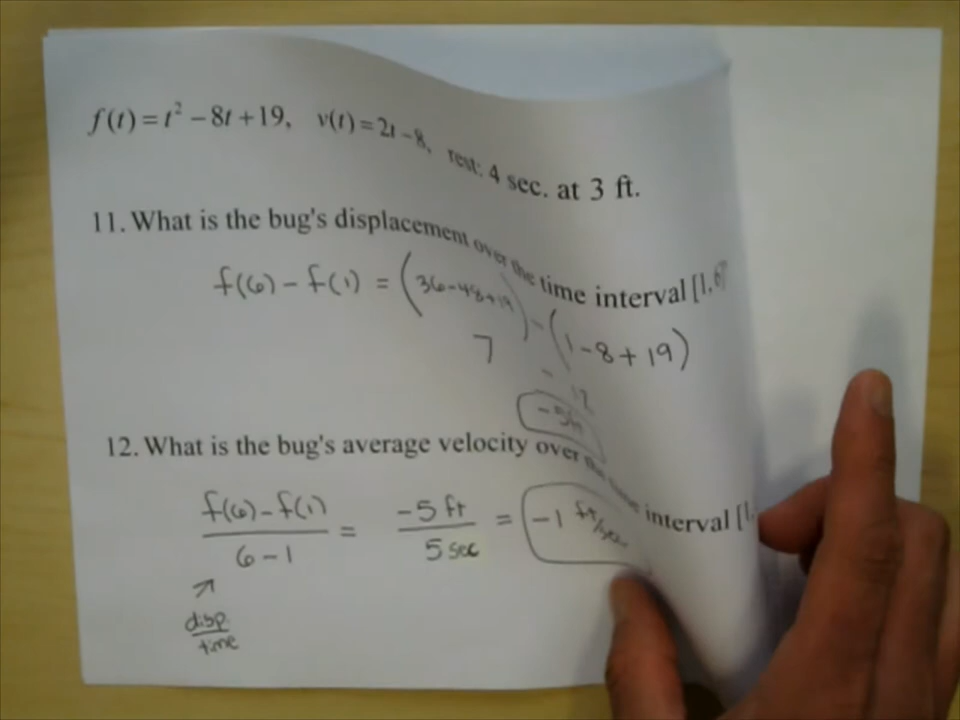 f(t) = t² − 8t + 19, v(t) = 2t − 8, rest: 4 sec. at 3 ft.
11. What is the bug's displacement over the time interval [1,6]
f(6) − f(1) = (36 − 48 + 19) − (1 − 8 + 19)
7 − 12
12. What is the bug's average velocity over the time interval [1,
f(6) − f(1) / 6 − 1 = −5 ft / 5 sec = −1 ft/sec
↗
disp
time